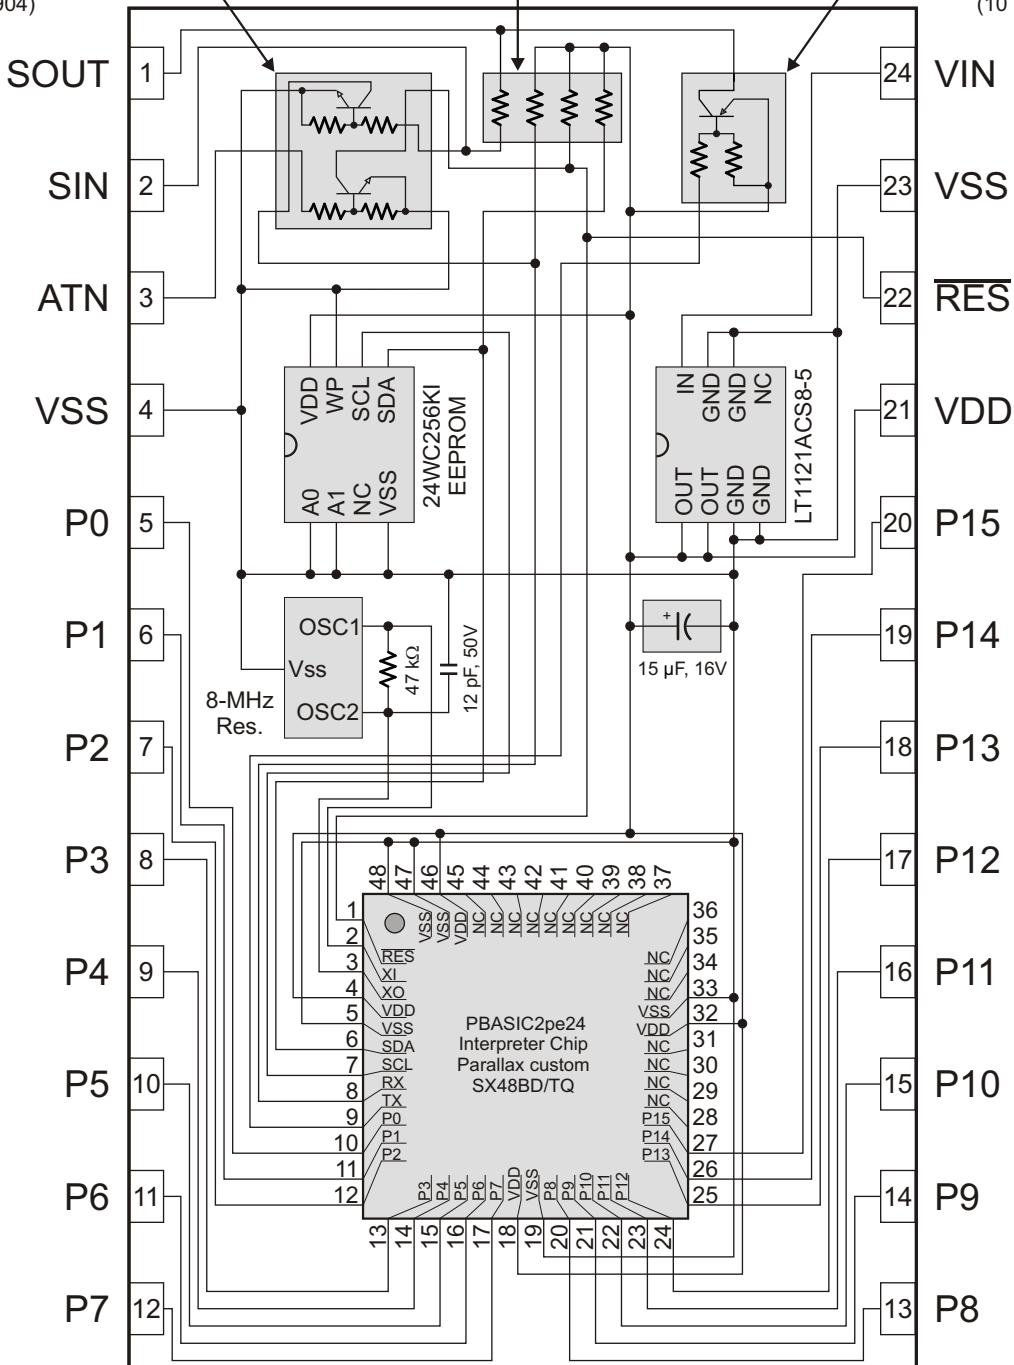 904)
(10
SOUT 1
24 VIN
SIN 2
23 VSS
ATN 3
22 RES
VSS 4
21 VDD
P0 5
20 P15
P1 6
19 P14
P2 7
18 P13
P3 8
17 P12
P4 9
16 P11
P5 10
15 P10
P6 11
14 P9
P7 12
13 P8
VDD
WP
SCL
SDA
24WC256KI
EEPROM
A0
A1
NC
VSS
IN
GND
GND
NC
LT1121ACS8-5
OUT
OUT
GND
GND
OSC1
Vss
OSC2
8-MHz
Res.
47 kΩ
12 pF, 50V
+
15 µF, 16V
48 47 46 45 44 43 42 41 40 39 38 37
VSS VSS VDD NC NC NC NC NC NC NC
1
2
3
4
5
6
7
8
9
10
11
12
RES
XI
XO
VDD
VSS
SDA
SCL
RX
TX
P0
P1
P2
PBASIC2pe24
Interpreter Chip
Parallax custom
SX48BD/TQ
36
35
34
33
32
31
30
29
28
27
26
25
NC
NC
NC
VSS
VDD
NC
NC
NC
NC
P15
P14
P13
P3 P4 P5 P6 P7 VDD VSS P8 P9 P10 P11 P12
13 14 15 16 17 18 19 20 21 22 23 24